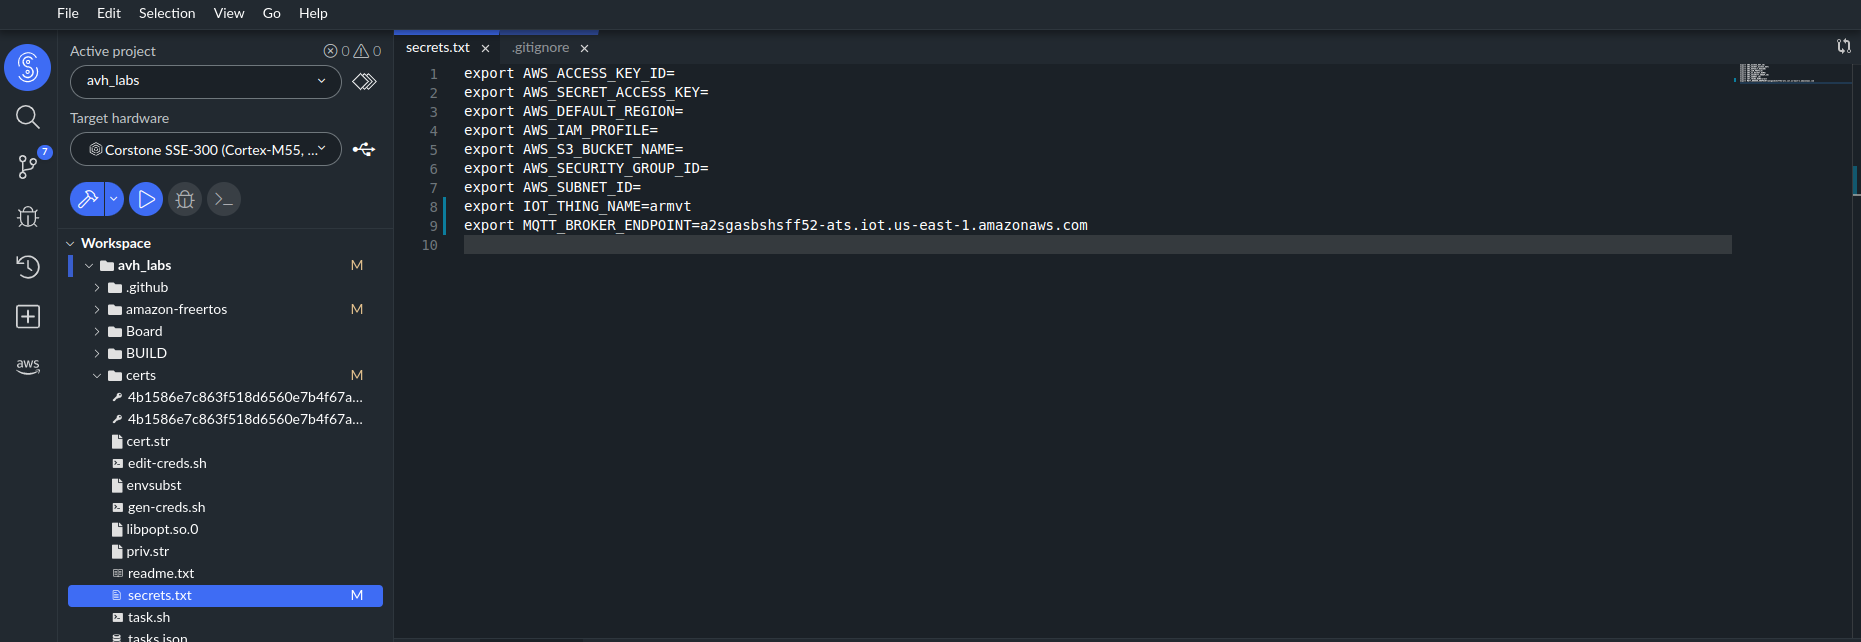 File Edit Selection View Go Help
Active project 0 0
avh_labs
Target hardware
Corstone SSE-300 (Cortex-M55, ...
7
aws
Workspace
avh_labs M
.github
amazon-freertos M
Board
BUILD
certs M
4b1586e7c863f518d6560e7b4f67a...
4b1586e7c863f518d6560e7b4f67a...
cert.str
edit-creds.sh
envsubst
gen-creds.sh
libpopt.so.0
priv.str
readme.txt
secrets.txt M
task.sh
tasks.json
secrets.txt .gitignore
1 export AWS_ACCESS_KEY_ID=
2 export AWS_SECRET_ACCESS_KEY=
3 export AWS_DEFAULT_REGION=
4 export AWS_IAM_PROFILE=
5 export AWS_S3_BUCKET_NAME=
6 export AWS_SECURITY_GROUP_ID=
7 export AWS_SUBNET_ID=
8 export IOT_THING_NAME=armvt
9 export MQTT_BROKER_ENDPOINT=a2sgasbshsff52-ats.iot.us-east-1.amazonaws.com
10